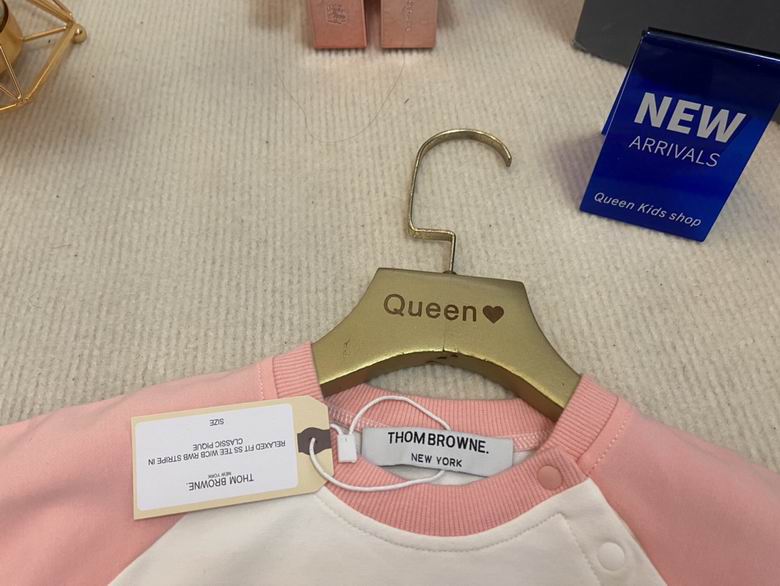 NEW
ARRIVALS
Queen Kids shop
Queen
THOM BROWNE.
NEW YORK
THOM BROWNE.
NEW YORK
RELAXED FIT SS TEE W/CB RWB STRIPE IN
CLASSIC PIQUE
SIZE